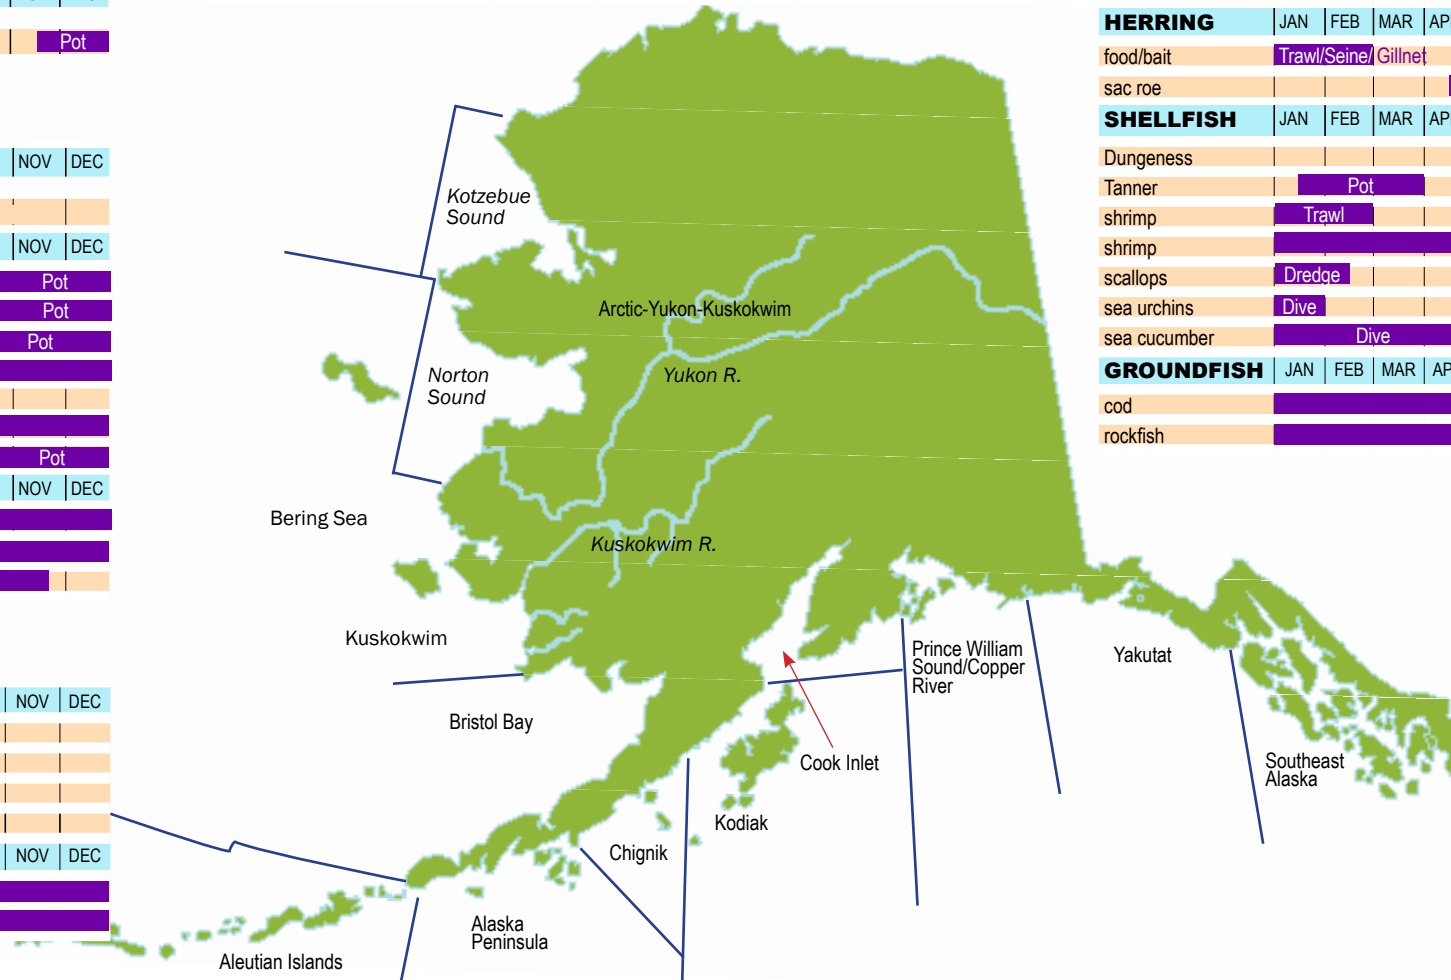 Pot
NOV DEC
NOV DEC
Pot
Pot
Pot
Pot
NOV DEC
NOV DEC
NOV DEC
HERRING JAN FEB MAR AP
food/bait Trawl/Seine/ Gillnet
sac roe
SHELLFISH JAN FEB MAR AP
Dungeness
Tanner Pot
shrimp Trawl
shrimp
scallops Dredge
sea urchins Dive
sea cucumber Dive
GROUNDFISH JAN FEB MAR AP
cod
rockfish
Kotzebue
Sound
Arctic-Yukon-Kuskokwim
Norton
Sound
Yukon R.
Bering Sea
Kuskokwim R.
Kuskokwim
Bristol Bay
Prince William
Sound/Copper
River
Yakutat
Cook Inlet
Southeast
Alaska
Kodiak
Chignik
Alaska
Peninsula
Aleutian Islands